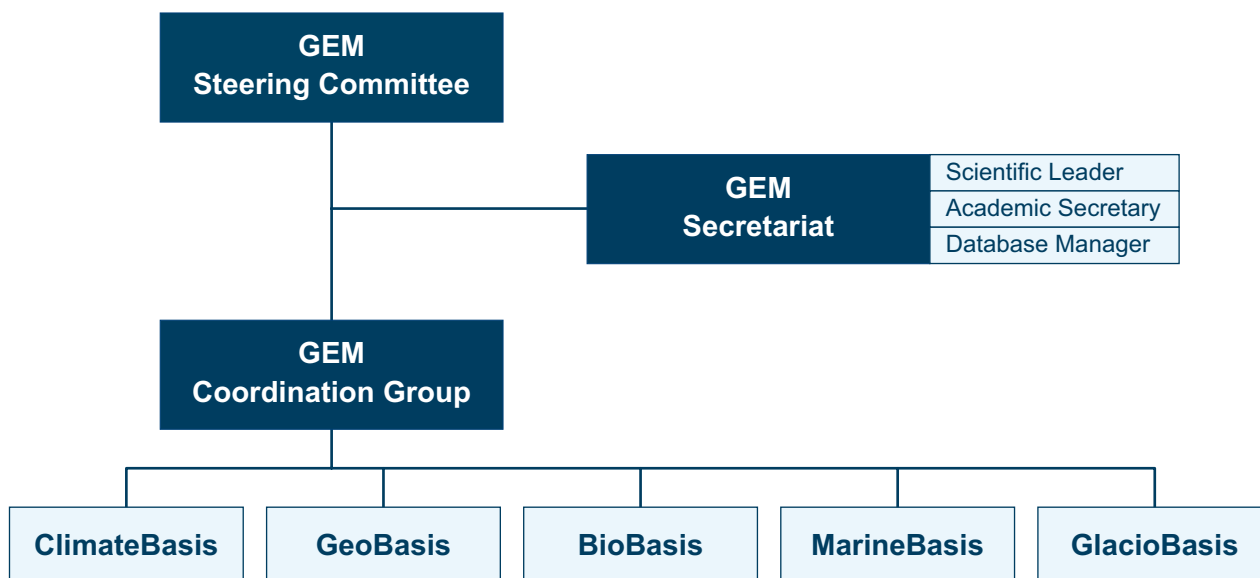 GEM
Steering Committee
GEM
Secretariat
Scientific Leader
Academic Secretary
Database Manager
GEM
Coordination Group
ClimateBasis
GeoBasis
BioBasis
MarineBasis
GlacioBasis